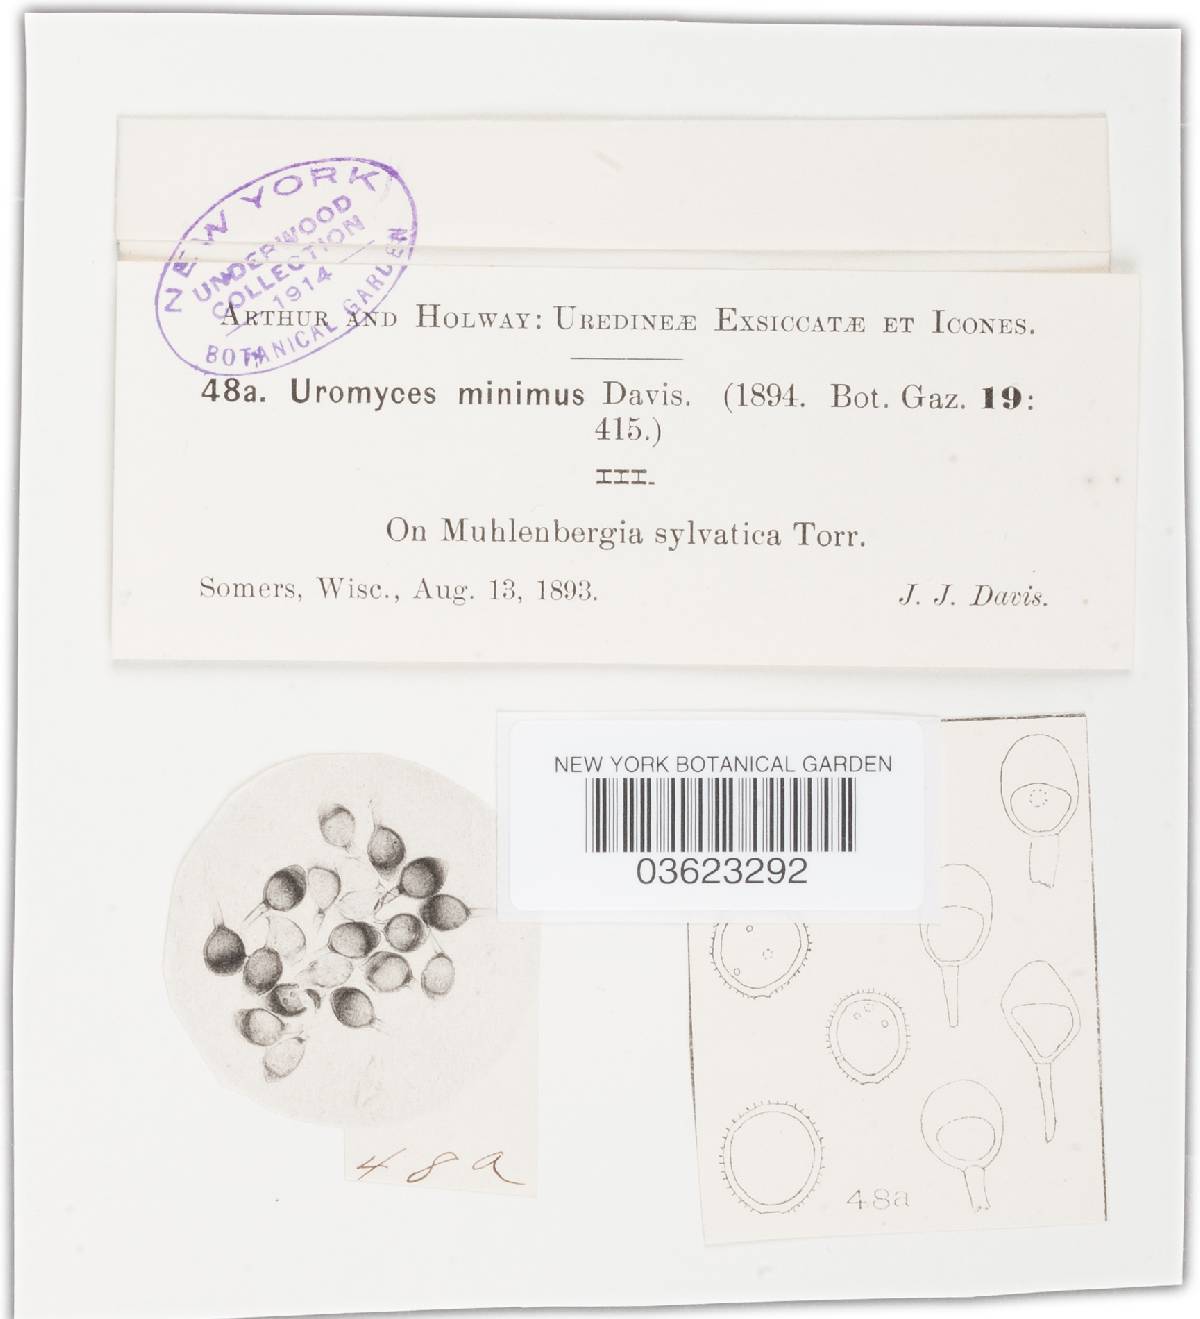 NEW YORK
UNDERWOOD
COLLECTION
1914
BOTANICAL GARDEN
ARTHUR AND HOLWAY: UREDINEÆ EXSICCATÆ ET ICONES.
48a. Uromyces minimus Davis. (1894. Bot. Gaz. 19:
415.)
III.
On Muhlenbergia sylvatica Torr.
Somers, Wisc., Aug. 13, 1893. J. J. Davis.
NEW YORK BOTANICAL GARDEN
03623292
48a
48a